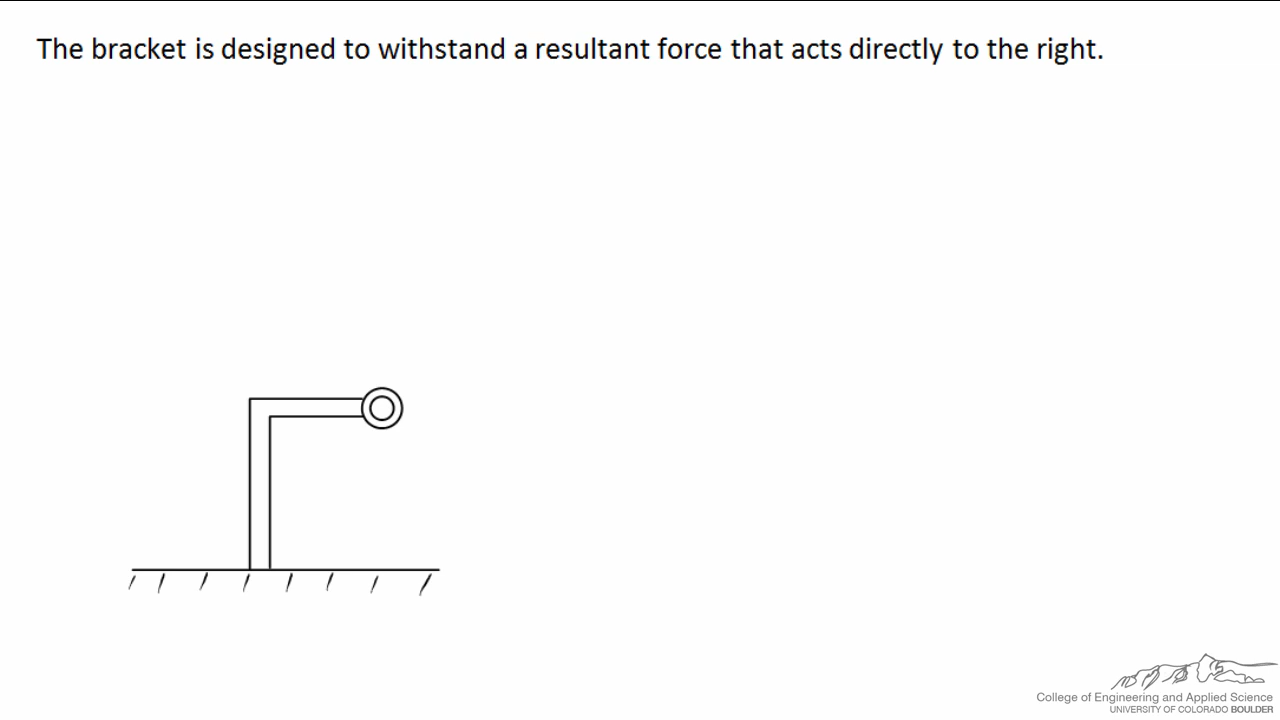 The bracket is designed to withstand a resultant force that acts directly to the right.
College of Engineering and Applied Science
UNIVERSITY OF COLORADO BOULDER